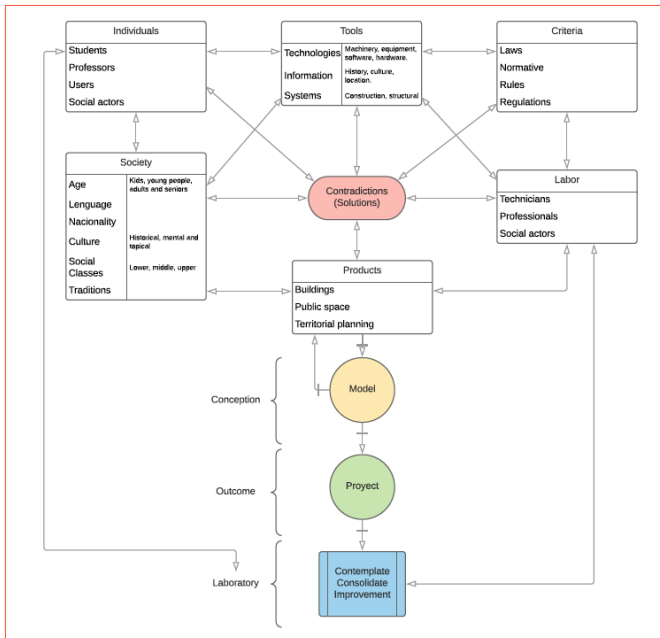 Individuals
Students
Professors
Users
Social actors
Tools
Technologies
Machinery, equipment,
software, hardware.
Information
History, culture,
location.
Systems
Construction, structural
Criteria
Laws
Normative
Rules
Regulations
Society
Age
Kids, young people,
adults and seniors
Lenguage
Nacionality
Culture
Historical, mental and
topical
Social
Classes
Lower, middle, upper
Traditions
Contradictions
(Solutions)
Labor
Technicians
Professionals
Social actors
Products
Buildings
Public space
Territorial planning
Conception
Model
Outcome
Proyect
Laboratory
Contemplate
Consolidate
Improvement